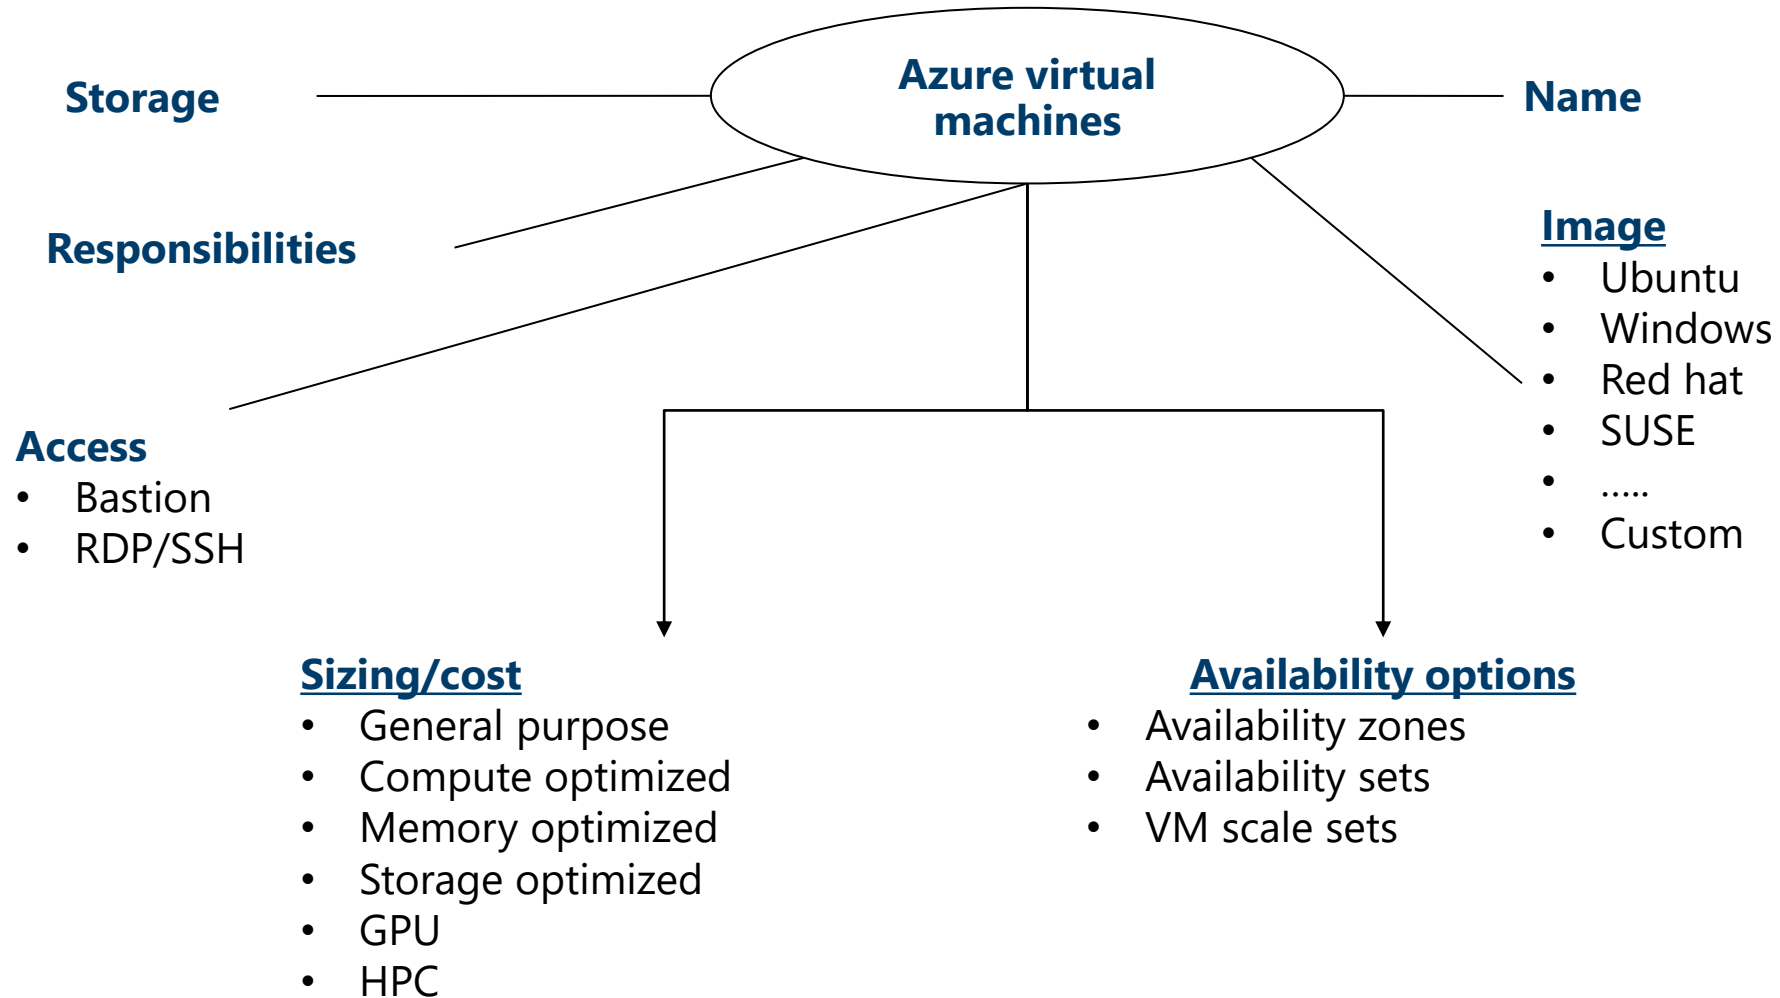 Azure virtual
machines
Storage
Name
Responsibilities
Image
• Ubuntu
• Windows
• Red hat
• SUSE
• .....
• Custom
Access
• Bastion
• RDP/SSH
Sizing/cost
• General purpose
• Compute optimized
• Memory optimized
• Storage optimized
• GPU
• HPC
Availability options
• Availability zones
• Availability sets
• VM scale sets